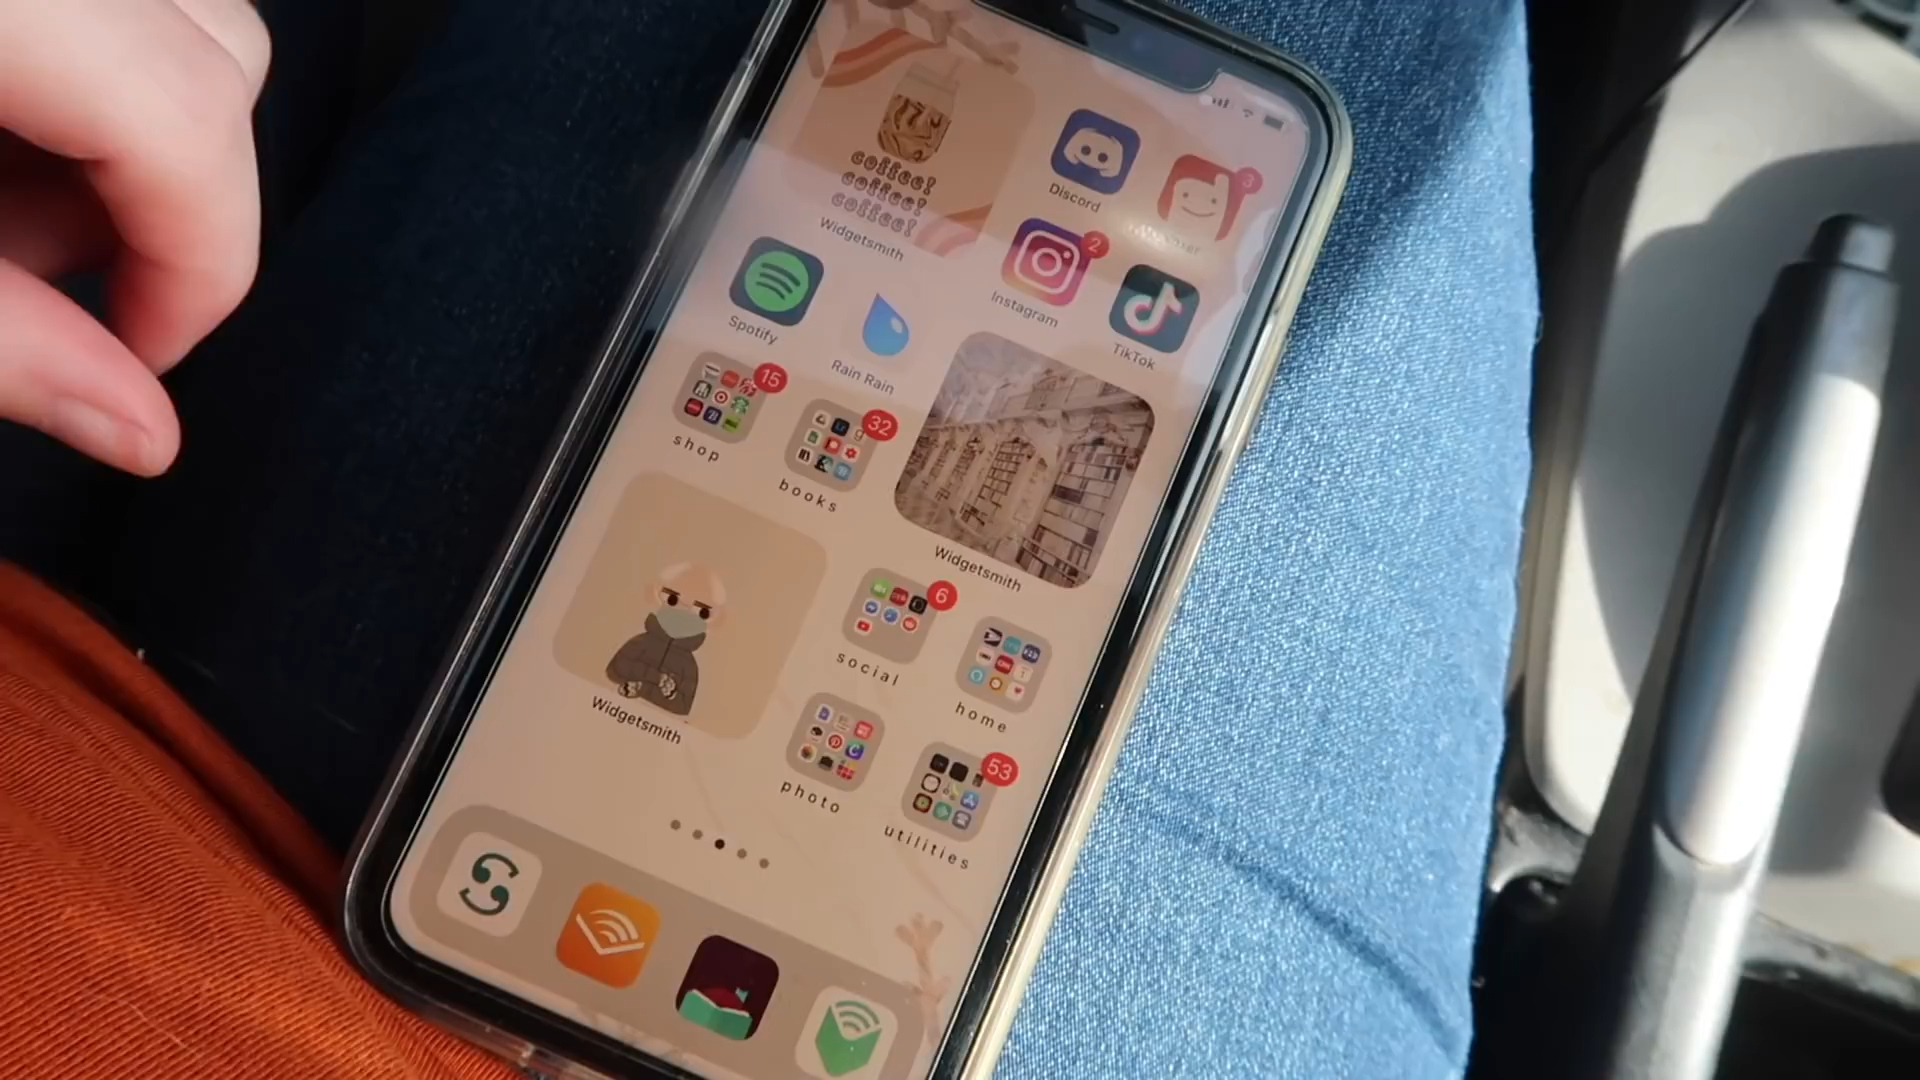 coffee!
coffee!
coffee!
Widgetsmith
Discord
3
Instagram
2
TikTok
Spotify
Rain Rain
shop
15
books
32
Widgetsmith
Widgetsmith
social
6
home
photo
utilities
53